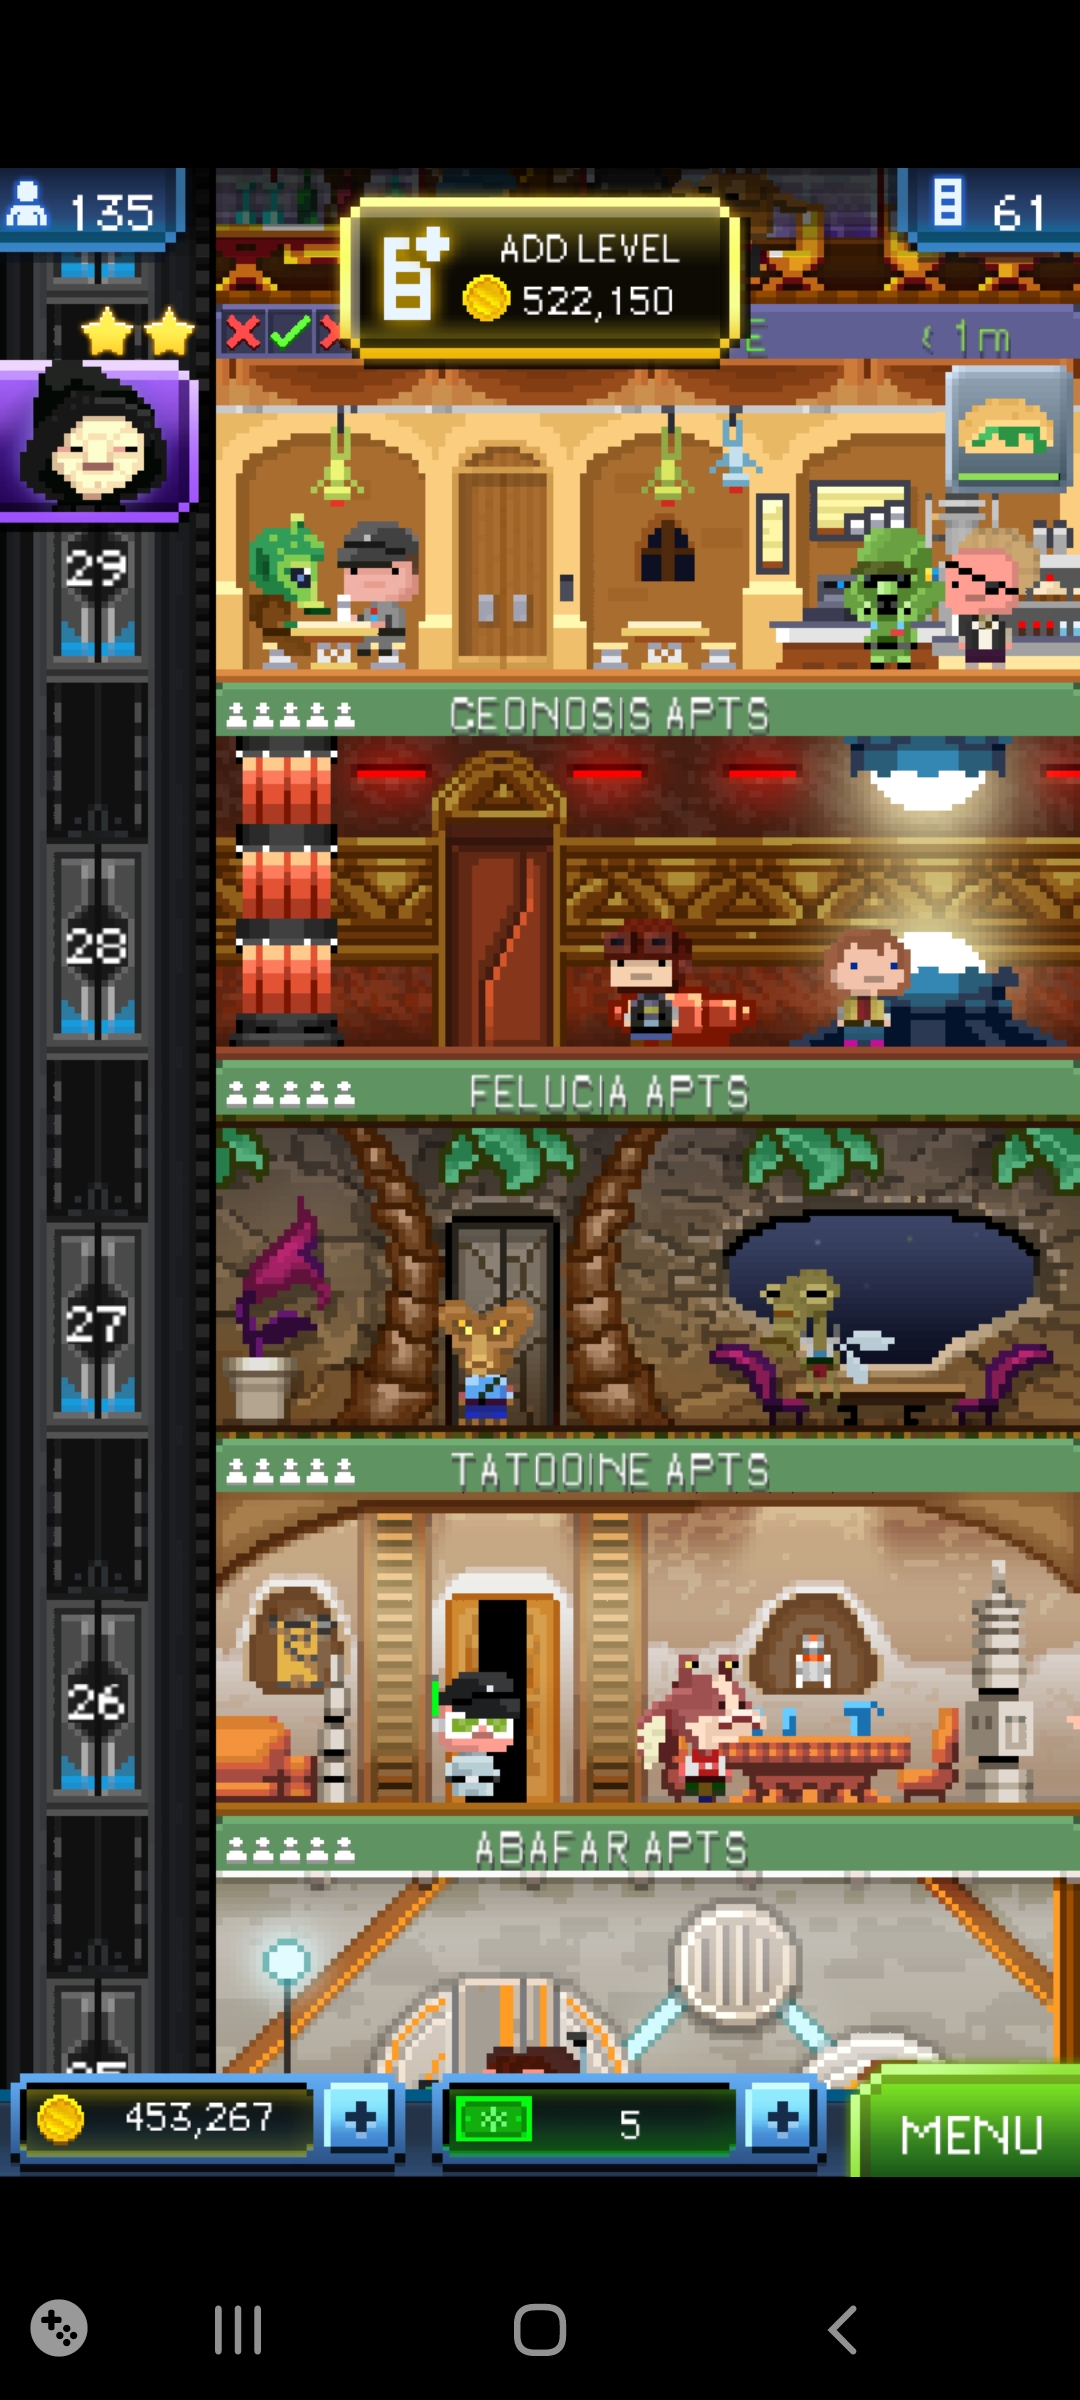 135
61
ADD LEVEL
522,150
E
< 1m
29
GEONOSIS APTS
28
FELUCIA APTS
27
TATOOINE APTS
26
ABAFAR APTS
453,267
5
MENU